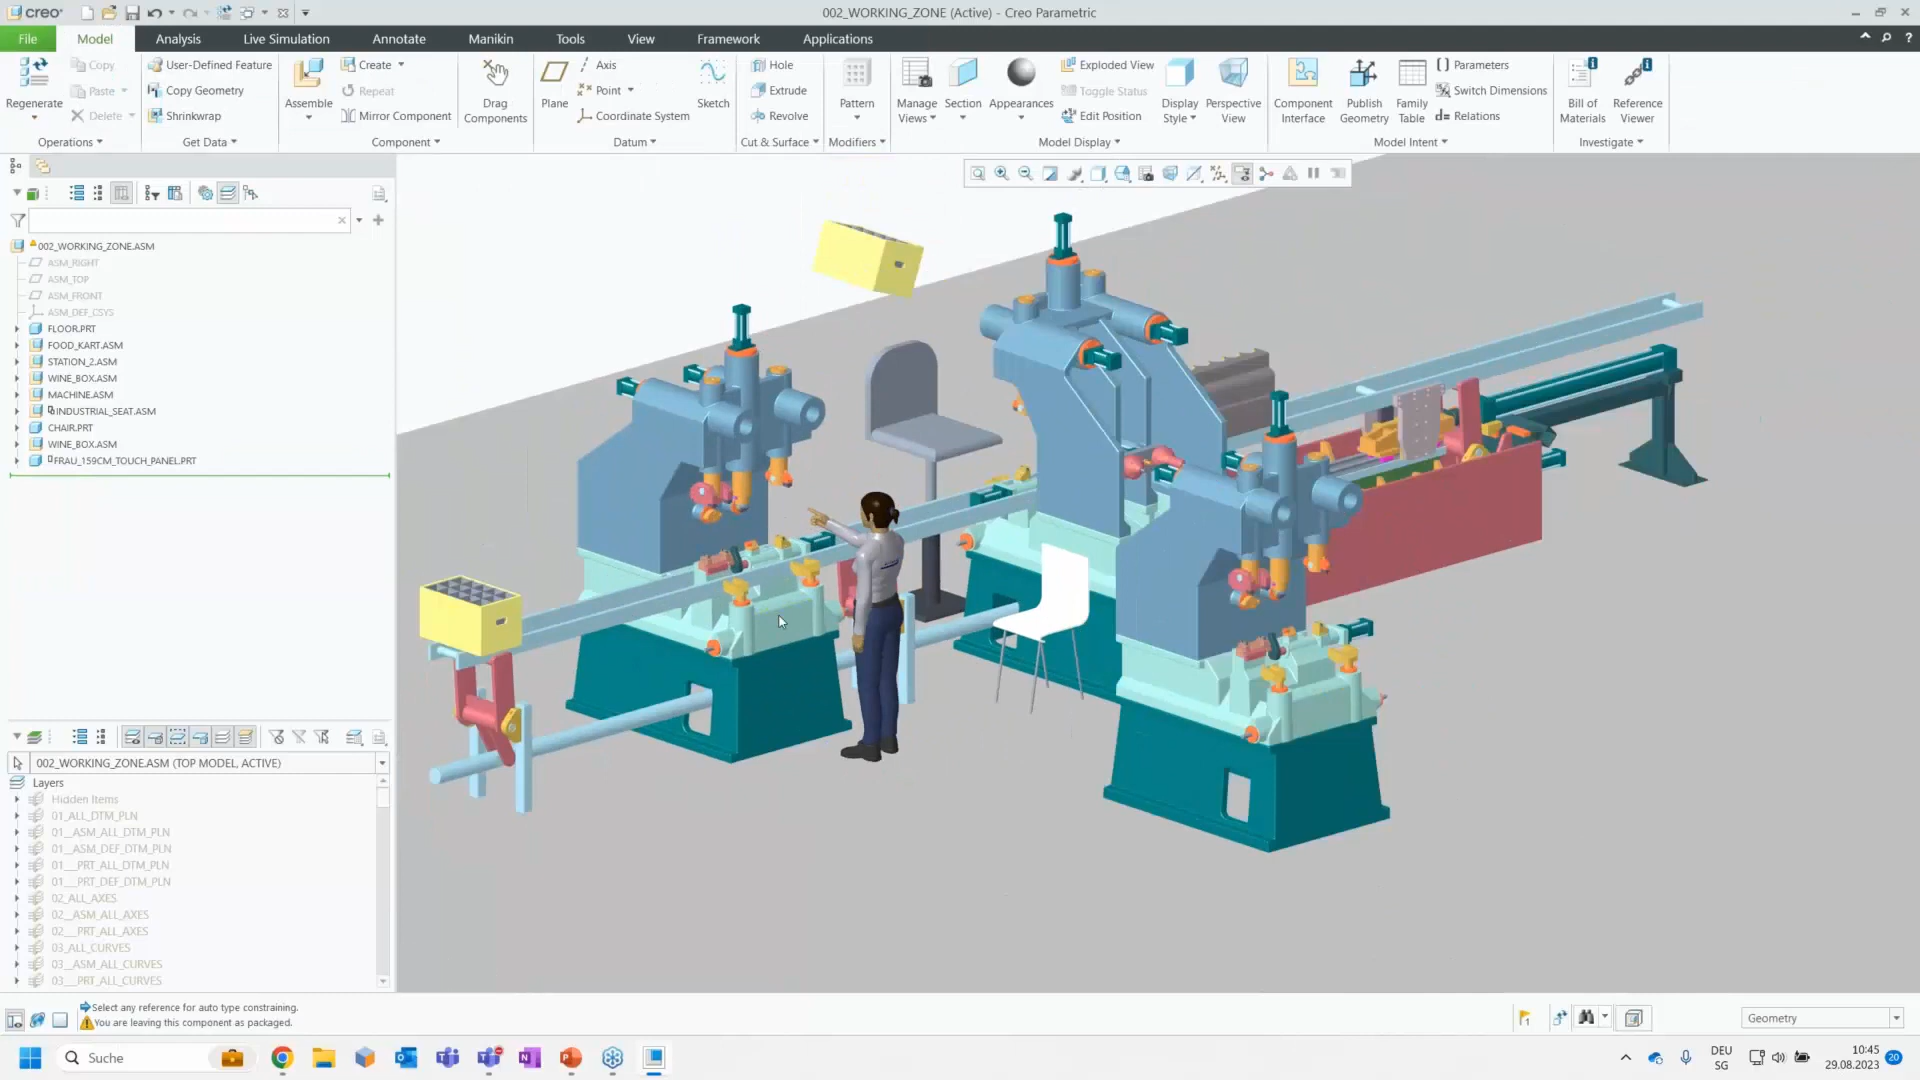 creo
002_WORKING_ZONE (Active) - Creo Parametric
File
Model
Analysis
Live Simulation
Annotate
Manikin
Tools
View
Framework
Applications
Regenerate
Copy
Paste
Delete
Operations
User-Defined Feature
Copy Geometry
Shrinkwrap
Get Data
Assemble
Create
Repeat
Mirror Component
Component
Drag
Components
Plane
Axis
Point
Coordinate System
Sketch
Datum
Hole
Extrude
Revolve
Cut & Surface
Pattern
Modifiers
Manage
Views
Section
Appearances
Exploded View
Toggle Status
Edit Position
Display
Style
Perspective
View
Model Display
Component
Interface
Publish
Geometry
Family
Table
Parameters
Switch Dimensions
Relations
Model Intent
Bill of
Materials
Reference
Viewer
Investigate
002_WORKING_ZONE.ASM
ASM_RIGHT
ASM_TOP
ASM_FRONT
ASM_DEF_CSYS
FLOOR.PRT
FOOD_KART.ASM
STATION_2.ASM
WINE_BOX.ASM
MACHINE.ASM
INDUSTRIAL_SEAT.ASM
CHAIR.PRT
WINE_BOX.ASM
FRAU_159CM_TOUCH_PANEL.PRT
002_WORKING_ZONE.ASM (TOP MODEL, ACTIVE)
Layers
Hidden Items
01_ALL_DTM_PLN
01__ASM_ALL_DTM_PLN
01__ASM_DEF_DTM_PLN
01___PRT_ALL_DTM_PLN
01___PRT_DEF_DTM_PLN
02_ALL_AXES
02__ASM_ALL_AXES
02___PRT_ALL_AXES
03_ALL_CURVES
03__ASM_ALL_CURVES
03___PRT_ALL_CURVES
Select any reference for auto type constraining.
You are leaving this component as packaged.
Geometry
Suche
DEU
SG
10:45
29.08.2023
20